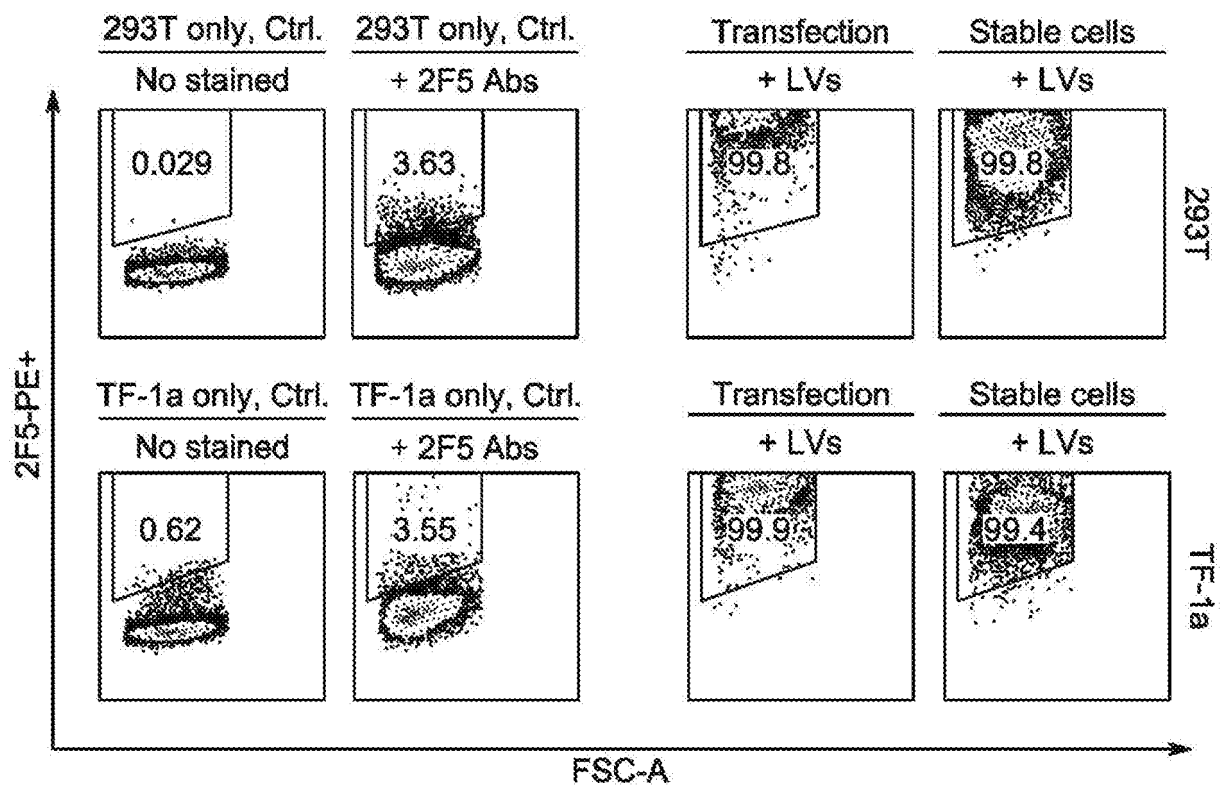 293T only, Ctrl. 293T only, Ctrl. Transfection Stable cells
No stained + 2F5 Abs + LVs + LVs
0.029 3.63 99.8 99.8
293T
2F5-PE+
TF-1a only, Ctrl. TF-1a only, Ctrl. Transfection Stable cells
No stained + 2F5 Abs + LVs + LVs
0.62 3.55 99.9 99.4
TF-1a
FSC-A